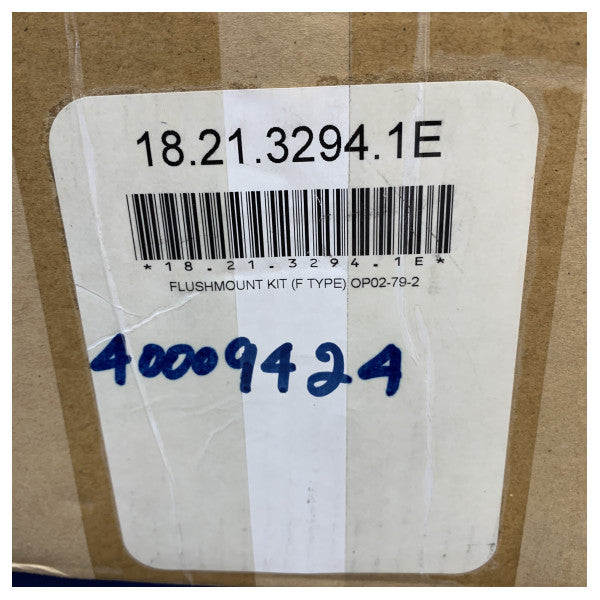 18.21.3294.1E
*18.21.3294.1E*
FLUSHMOUNT KIT (F TYPE) OP02-79-2
40009424